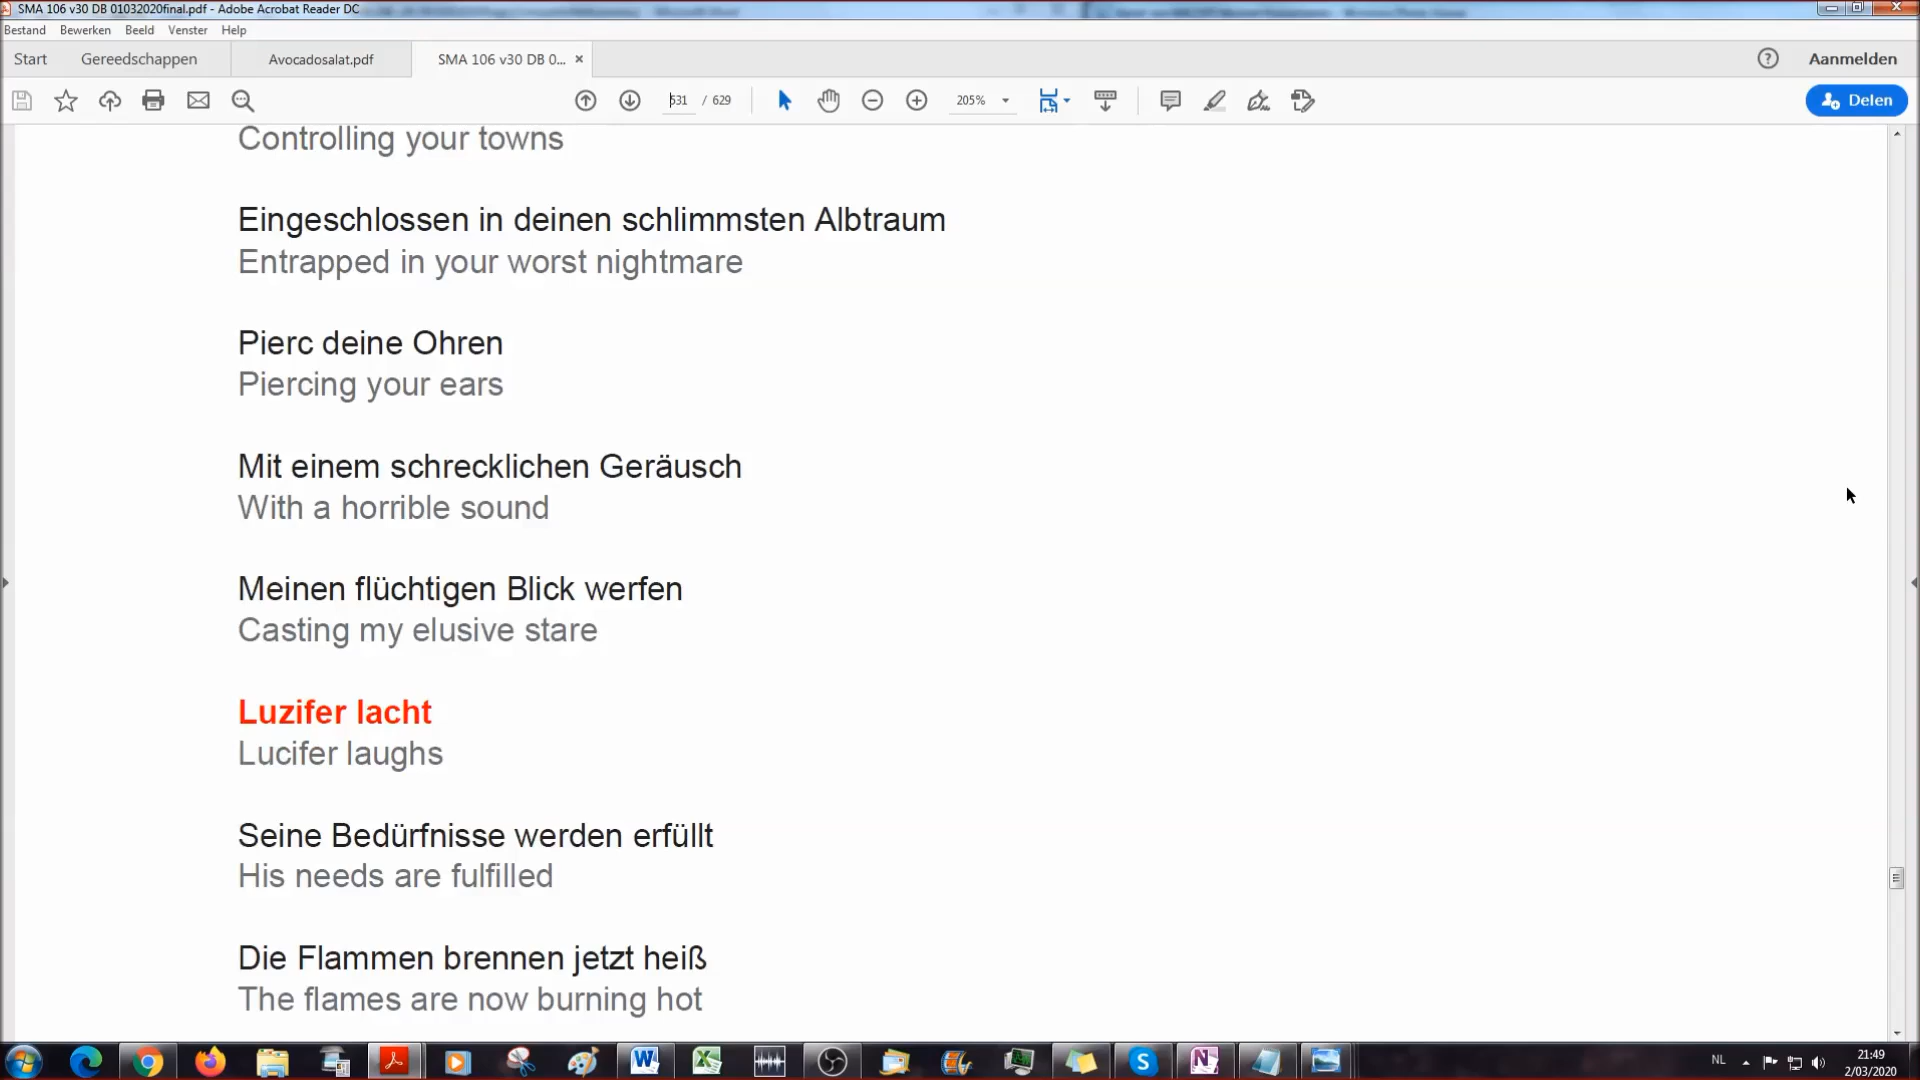 SMA 106 v30 DB 01032020final.pdf - Adobe Acrobat Reader DC
Bestand Bewerken Beeld Venster Help
Start Gereedschappen Avocadosalat.pdf SMA 106 v30 DB 0... × ? Aanmelden
531 / 629 205% Delen
Controlling your towns
Eingeschlossen in deinen schlimmsten Albtraum
Entrapped in your worst nightmare
Pierc deine Ohren
Piercing your ears
Mit einem schrecklichen Geräusch
With a horrible sound
Meinen flüchtigen Blick werfen
Casting my elusive stare
Luzifer lacht
Lucifer laughs
Seine Bedürfnisse werden erfüllt
His needs are fulfilled
Die Flammen brennen jetzt heiß
The flames are now burning hot
NL 21:49
2/03/2020